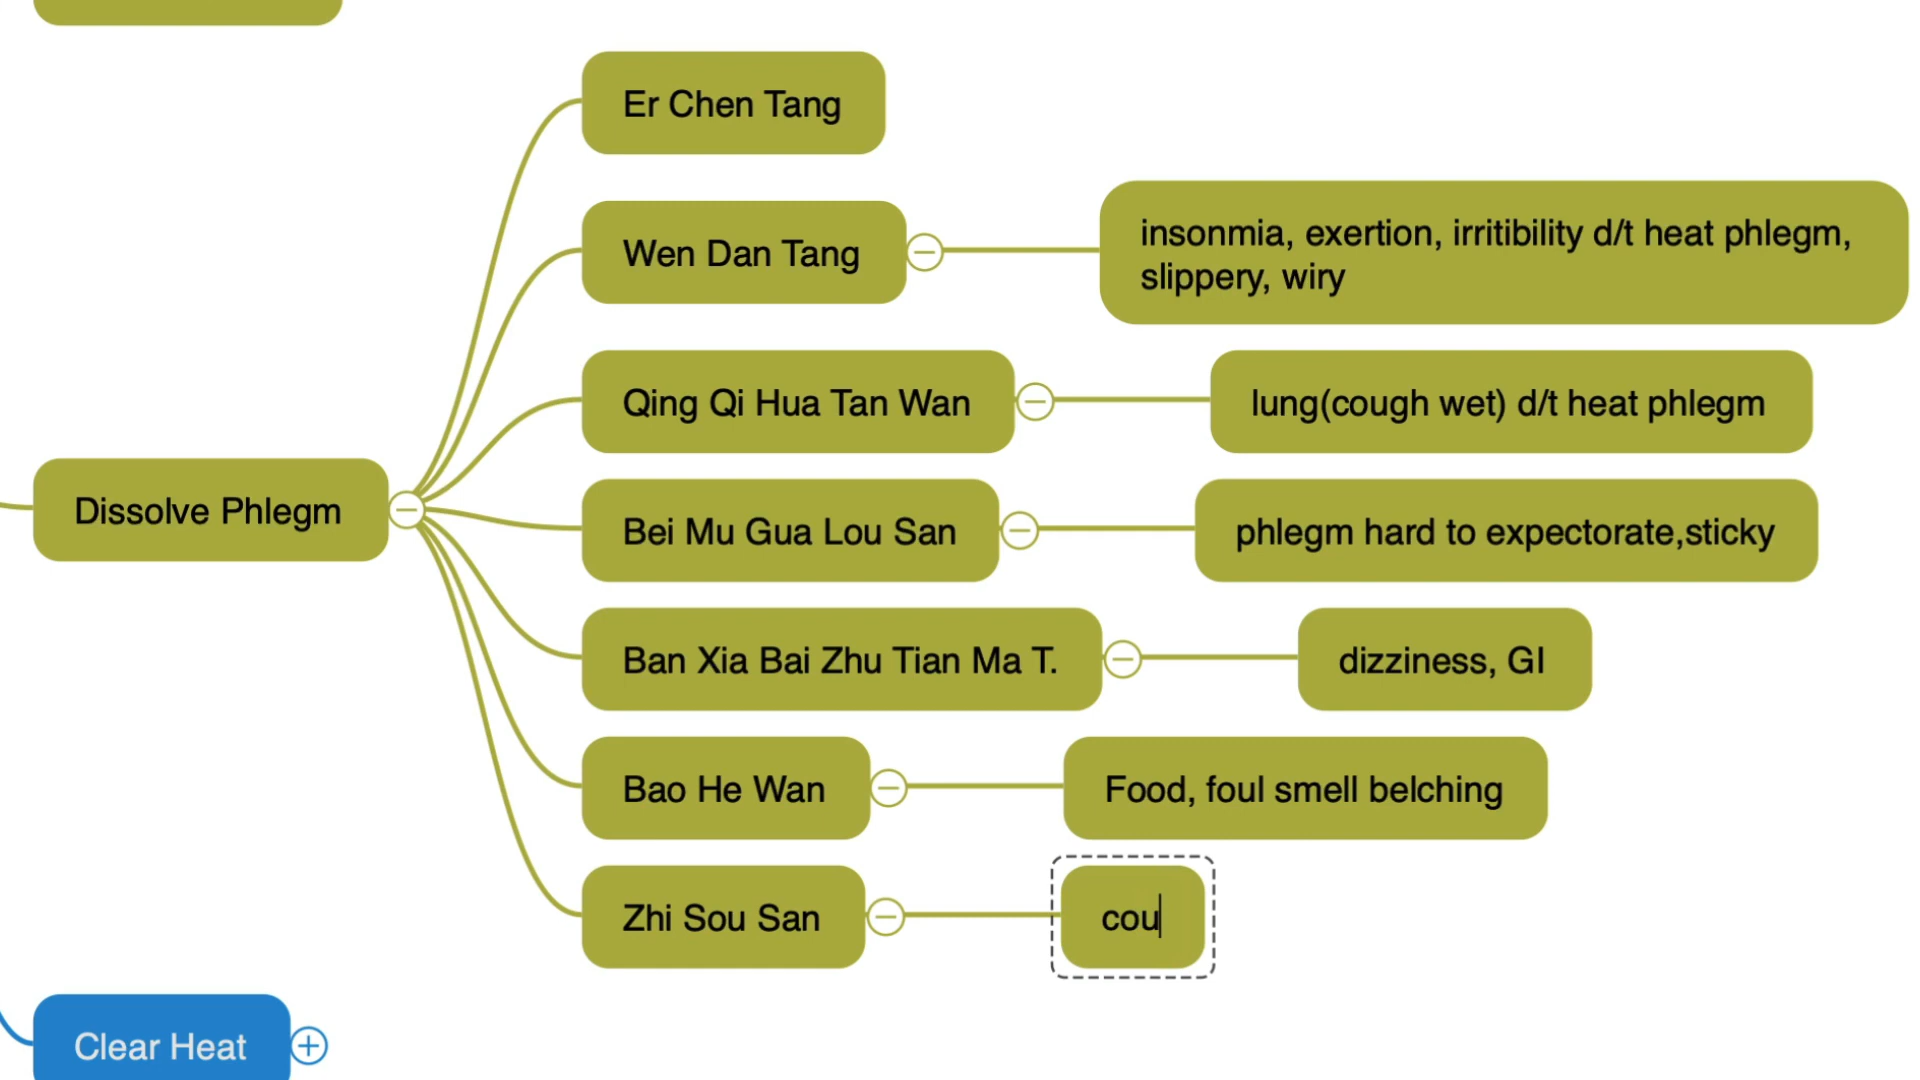 Er Chen Tang
Wen Dan Tang
insonmia, exertion, irritibility d/t heat phlegm,
slippery, wiry
Qing Qi Hua Tan Wan
lung(cough wet) d/t heat phlegm
Dissolve Phlegm
Bei Mu Gua Lou San
phlegm hard to expectorate,sticky
Ban Xia Bai Zhu Tian Ma T.
dizziness, GI
Bao He Wan
Food, foul smell belching
Zhi Sou San
cou
Clear Heat